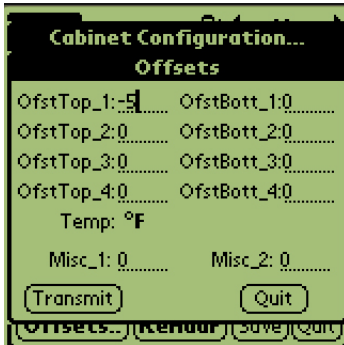 Cabinet Configuration...
Offsets
OfstTop_1:-5 OfstBott_1:0
OfstTop_2:0 OfstBott_2:0
OfstTop_3:0 OfstBott_3:0
OfstTop_4:0 OfstBott_4:0
Temp: °F
Misc_1: 0 Misc_2: 0
Transmit Quit
Offsets.. Save Quit